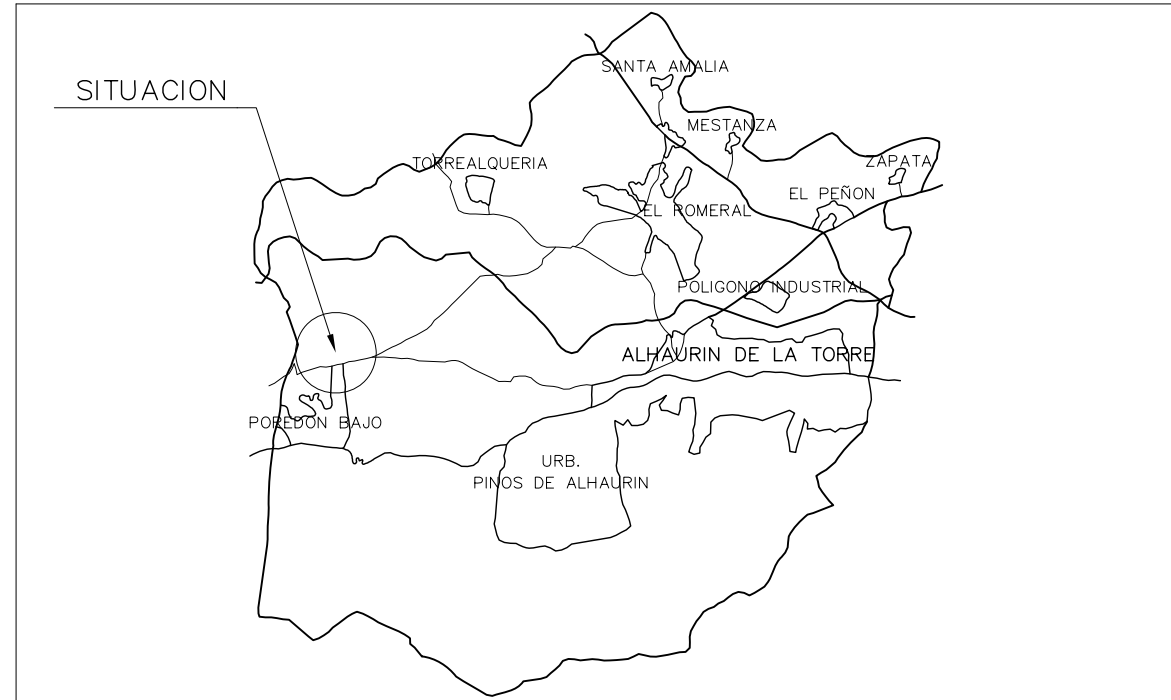 SANTA AMALIA
SITUACION
MESTANZA
TORREALQUERIA
ZAPATA
EL PEÑON
EL ROMERAL
POLIGONO INDUSTRIAL
ALHAURIN DE LA TORRE
POREDON BAJO
URB.
PINOS DE ALHAURIN